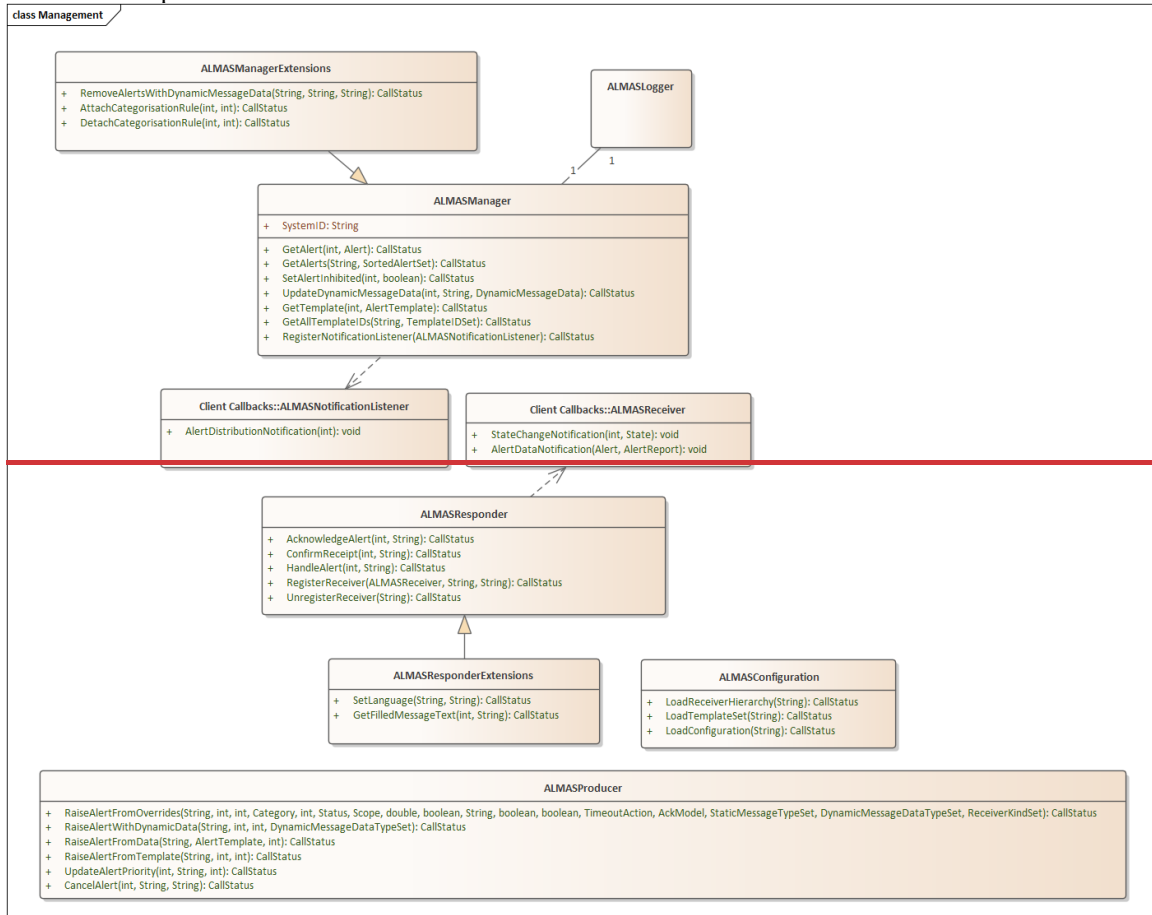 class Management
ALMASManagerExtensions
+ RemoveAlertsWithDynamicMessageData(String, String, String): CallStatus
+ AttachCategorisationRule(int, int): CallStatus
+ DetachCategorisationRule(int, int): CallStatus
ALMASLogger
1
1
ALMASManager
+ SystemID: String
+ GetAlert(int, Alert): CallStatus
+ GetAlerts(String, SortedAlertSet): CallStatus
+ SetAlertInhibited(int, boolean): CallStatus
+ UpdateDynamicMessageData(int, String, DynamicMessageData): CallStatus
+ GetTemplate(int, AlertTemplate): CallStatus
+ GetAllTemplateIDs(String, TemplateIDSet): CallStatus
+ RegisterNotificationListener(ALMASNotificationListener): CallStatus
Client Callbacks::ALMASNotificationListener
+ AlertDistributionNotification(int): void
Client Callbacks::ALMASReceiver
+ StateChangeNotification(int, State): void
+ AlertDataNotification(Alert, AlertReport): void
ALMASResponder
+ AcknowledgeAlert(int, String): CallStatus
+ ConfirmReceipt(int, String): CallStatus
+ HandleAlert(int, String): CallStatus
+ RegisterReceiver(ALMASReceiver, String, String): CallStatus
+ UnregisterReceiver(String): CallStatus
ALMASResponderExtensions
+ SetLanguage(String, String): CallStatus
+ GetFilledMessageText(int, String): CallStatus
ALMASConfiguration
+ LoadReceiverHierarchy(String): CallStatus
+ LoadTemplateSet(String): CallStatus
+ LoadConfiguration(String): CallStatus
ALMASProducer
+ RaiseAlertFromOverrides(String, int, int, Category, int, Status, Scope, double, boolean, String, boolean, boolean, TimeoutAction, AckModel, StaticMessageTypeSet, DynamicMessageDataTypeSet, ReceiverKindSet): CallStatus
+ RaiseAlertWithDynamicData(String, int, int, DynamicMessageDataTypeSet): CallStatus
+ RaiseAlertFromData(String, AlertTemplate, int): CallStatus
+ RaiseAlertFromTemplate(String, int, int): CallStatus
+ UpdateAlertPriority(int, String, int): CallStatus
+ CancelAlert(int, String, String): CallStatus